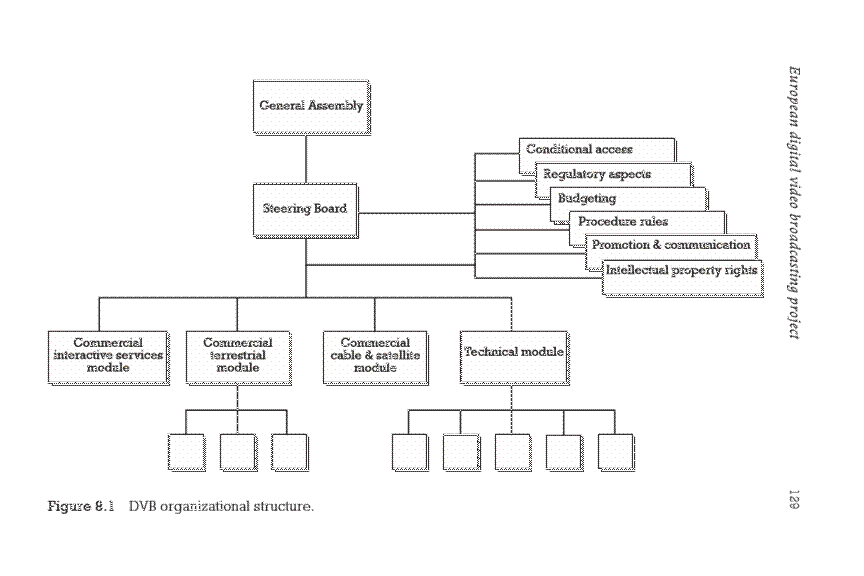 General Assembly
Steering Board
Conditional access
Regulatory aspects
Budgeting
Procedure rules
Promotion & communication
Intellectual property rights
Commercial
interactive services
module
Commercial
terrestrial
module
Commercial
cable & satellite
module
Technical module
Figure 8.1 DVB organizational structure.
European digital video broadcasting project
129